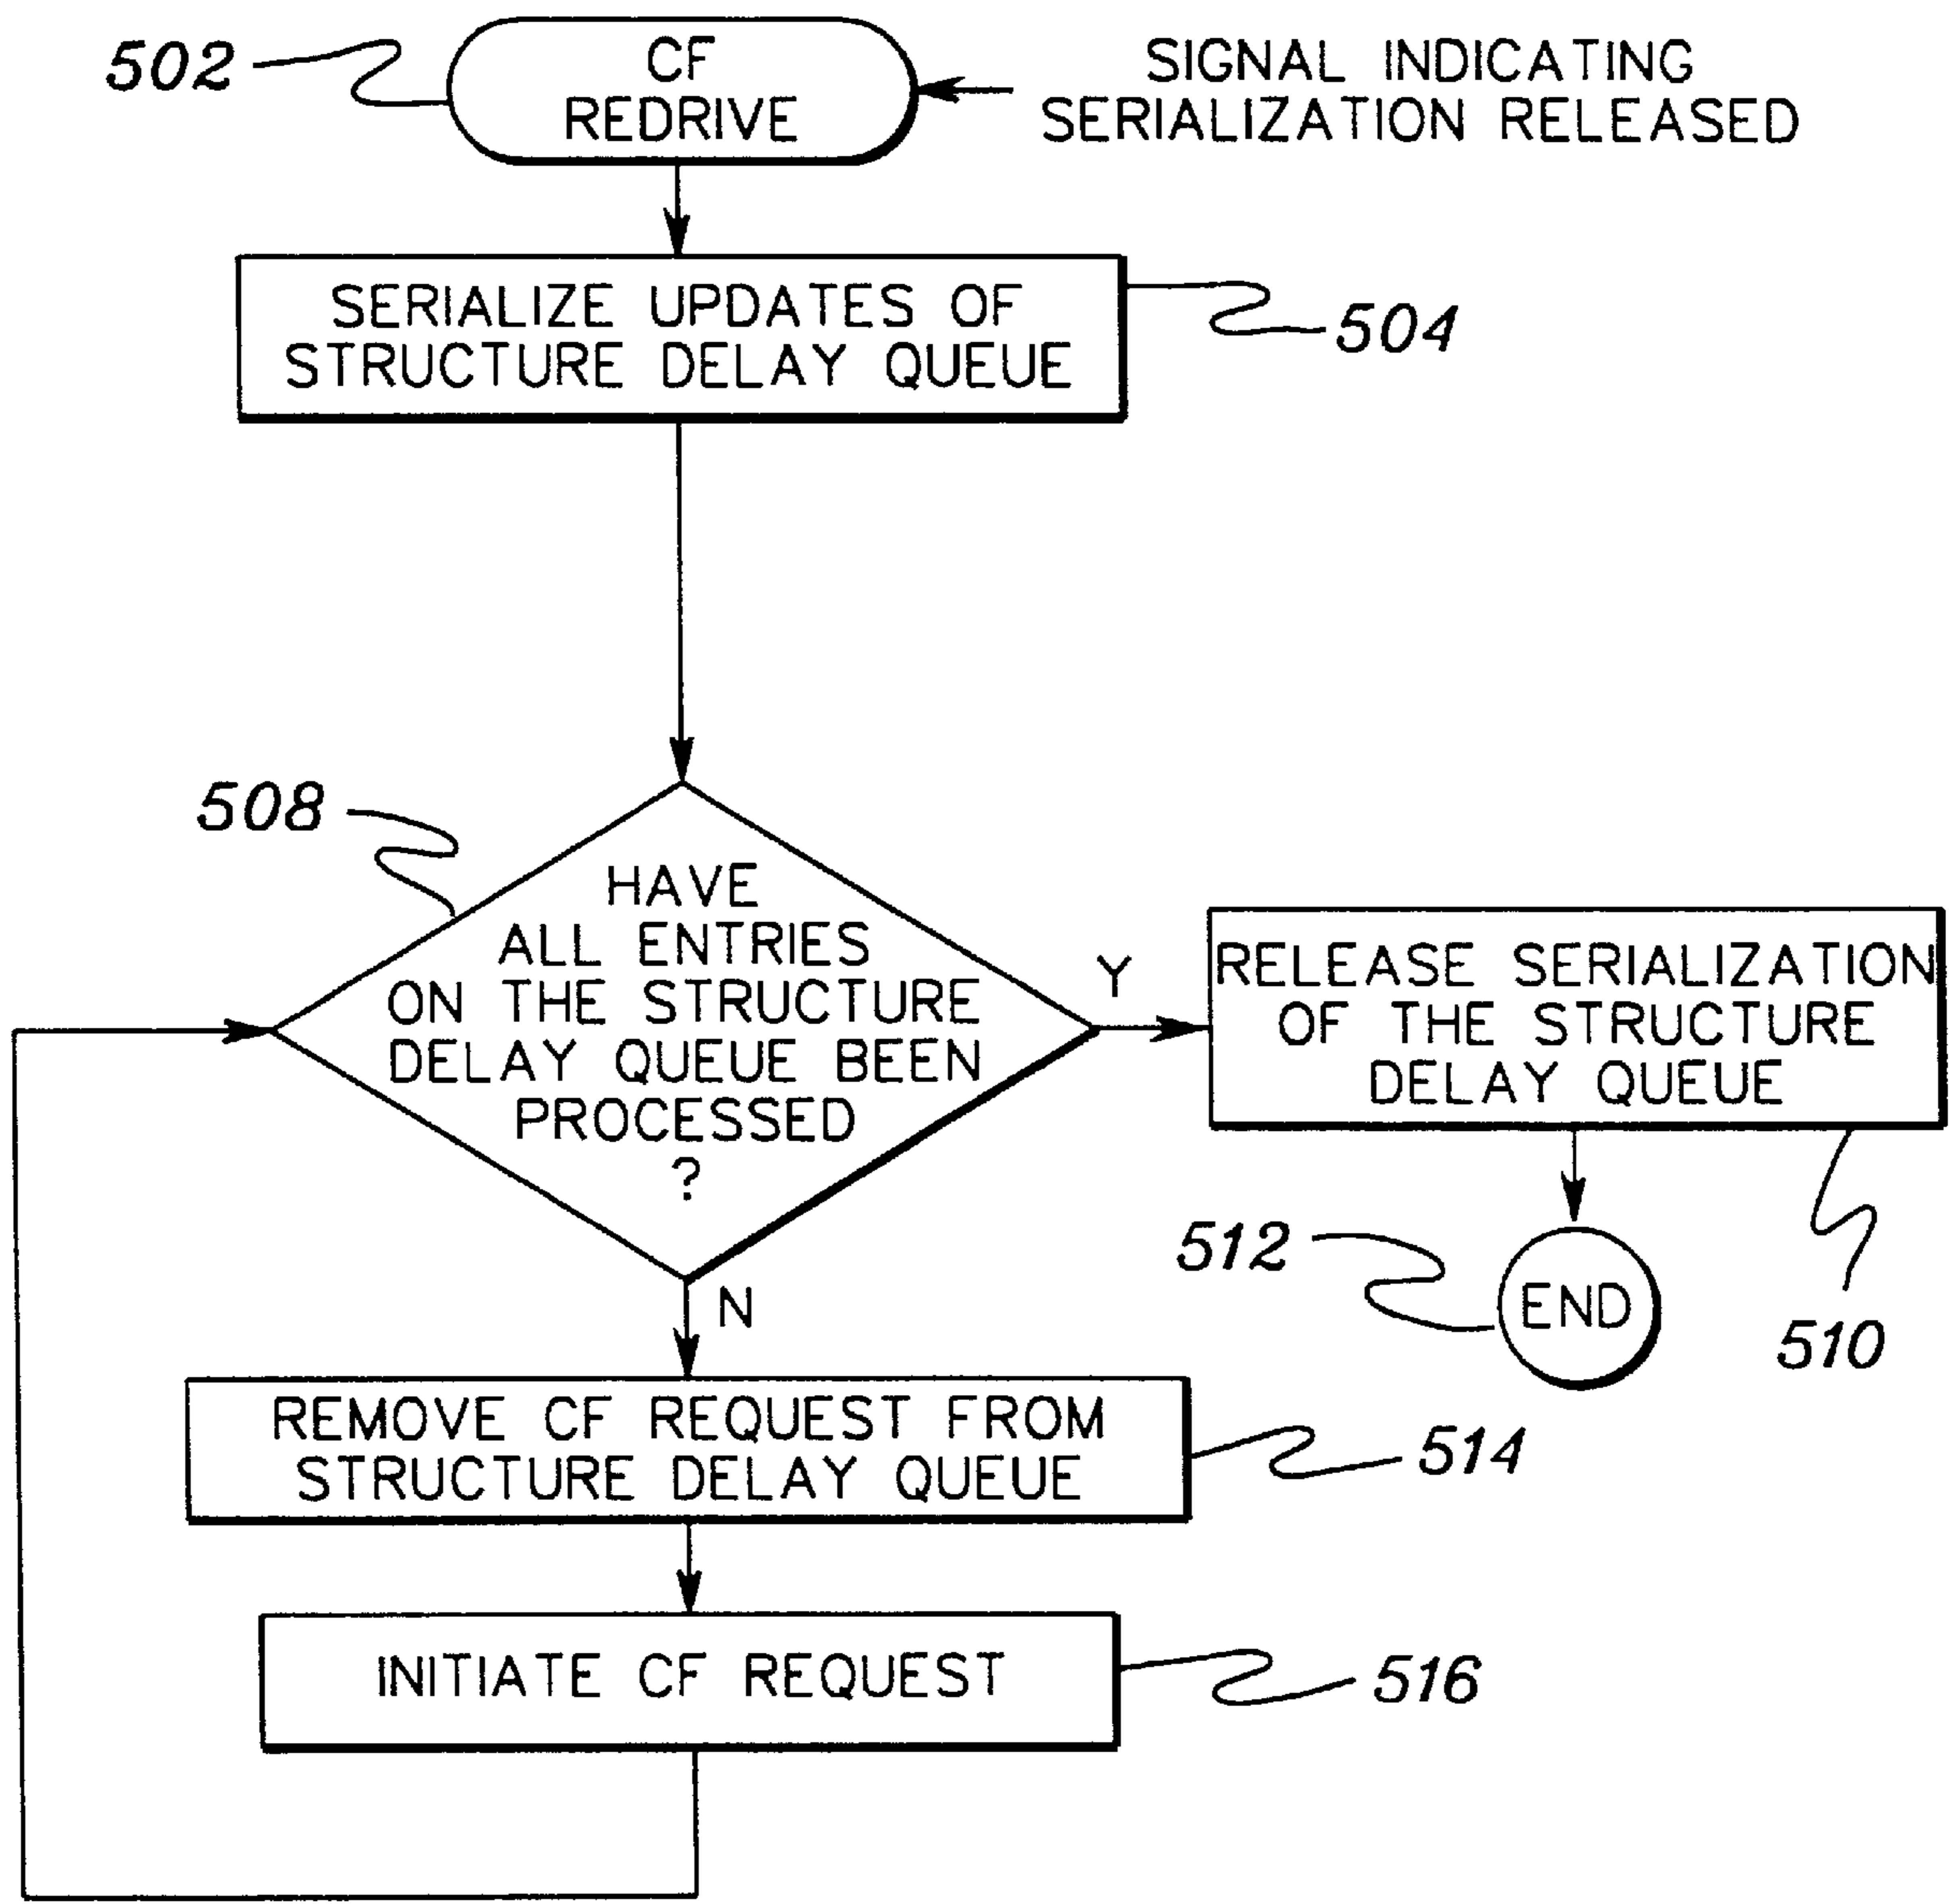 502
CF
REDRIVE
SIGNAL INDICATING
SERIALIZATION RELEASED
SERIALIZE UPDATES OF
STRUCTURE DELAY QUEUE
504
508
HAVE
ALL ENTRIES
ON THE STRUCTURE
DELAY QUEUE BEEN
PROCESSED
?
Y
RELEASE SERIALIZATION
OF THE STRUCTURE
DELAY QUEUE
510
512
END
N
REMOVE CF REQUEST FROM
STRUCTURE DELAY QUEUE
514
INITIATE CF REQUEST
516